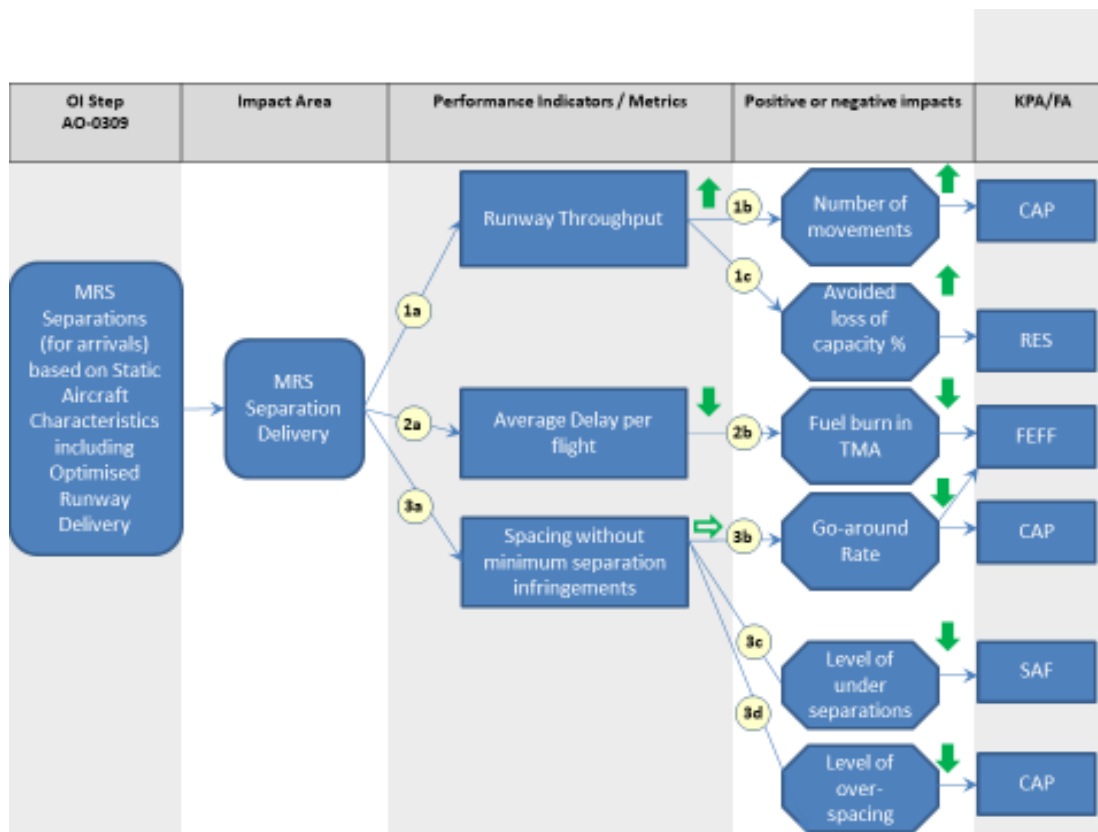 OI Step
AO-0309
Impact Area
Performance Indicators / Metrics
Positive or negative impacts
KPA/FA
MRS
Separations
(for arrivals)
based on Static
Aircraft
Characteristics
including
Optimised
Runway
Delivery
MRS
Separation
Delivery
1a
2a
3a
Runway Throughput
Average Delay per
flight
Spacing without
minimum separation
infringements
1b
1c
2b
3b
3c
3d
Number of
movements
Avoided
loss of
capacity %
Fuel burn in
TMA
Go-around
Rate
Level of
under
separations
Level of
over-
spacing
CAP
RES
FEFF
CAP
SAF
CAP